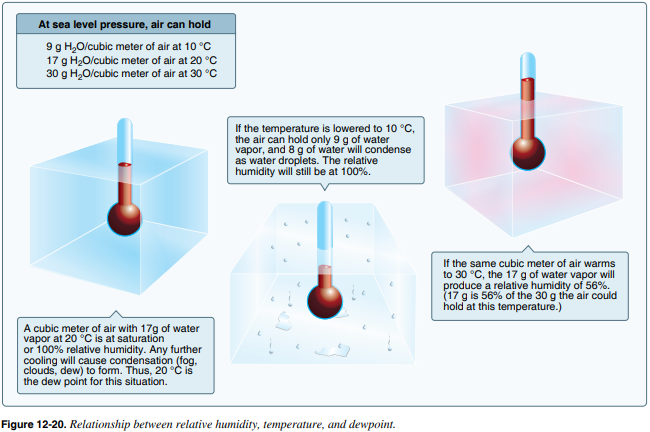 At sea level pressure, air can hold
9 g H₂O/cubic meter of air at 10 °C
17 g H₂O/cubic meter of air at 20 °C
30 g H₂O/cubic meter of air at 30 °C
If the temperature is lowered to 10 °C,
the air can hold only 9 g of water
vapor, and 8 g of water will condense
as water droplets. The relative
humidity will still be at 100%.
If the same cubic meter of air warms
to 30 °C, the 17 g of water vapor will
produce a relative humidity of 56%.
(17 g is 56% of the 30 g the air could
hold at this temperature.)
A cubic meter of air with 17g of water
vapor at 20 °C is at saturation
or 100% relative humidity. Any further
cooling will cause condensation (fog,
clouds, dew) to form. Thus, 20 °C is
the dew point for this situation.
Figure 12-20. Relationship between relative humidity, temperature, and dewpoint.